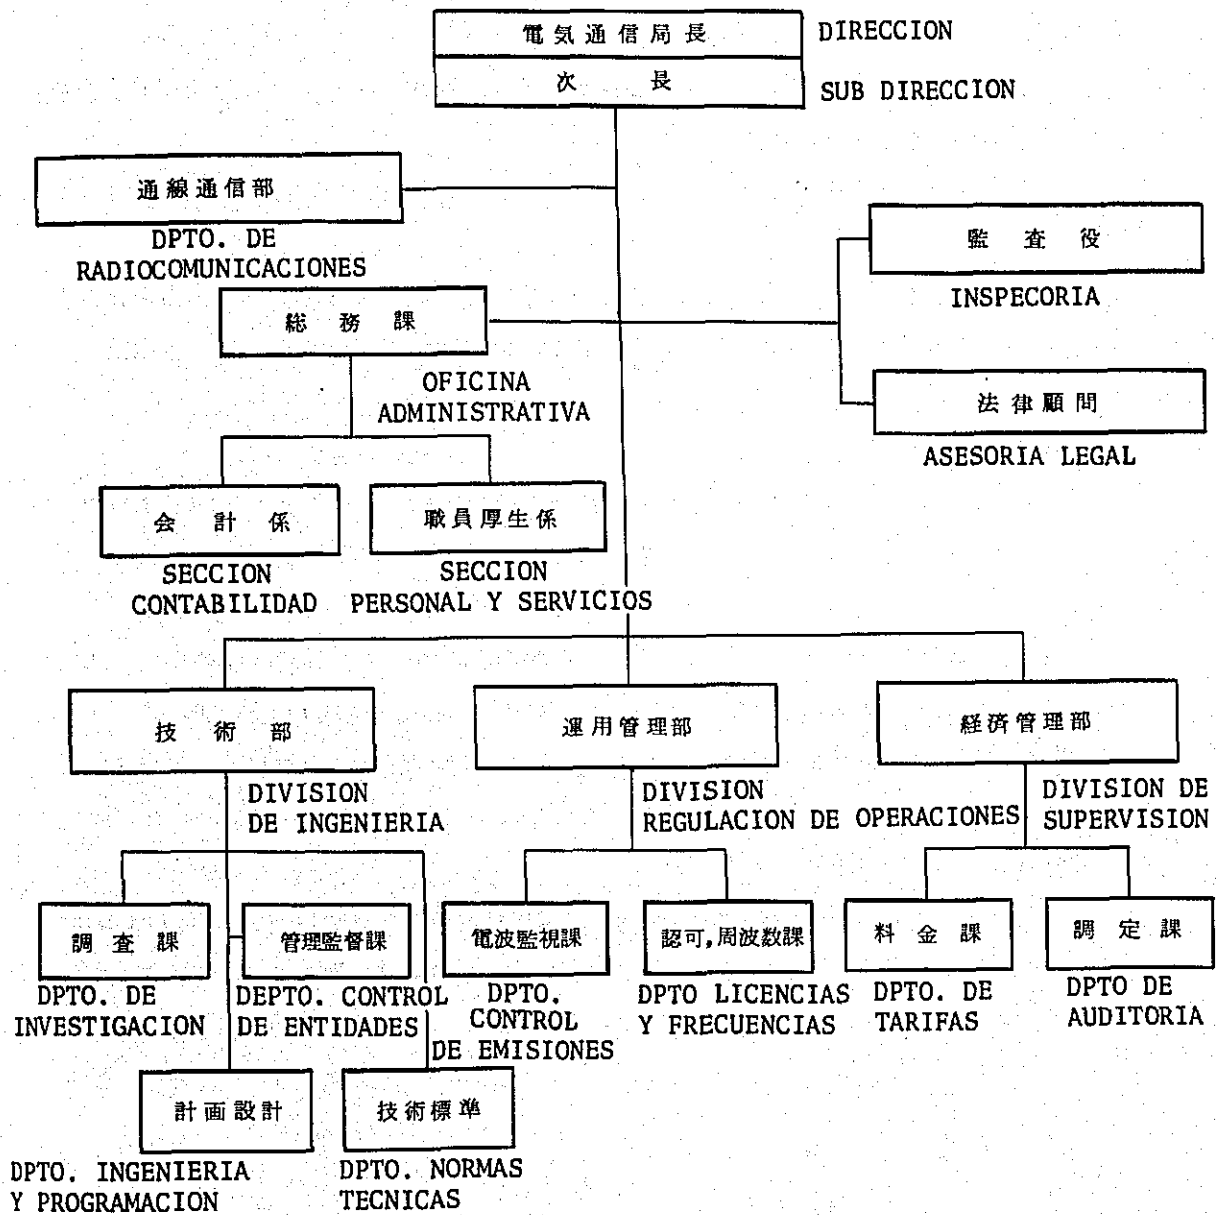 電気通信局長
DIRECCION
次長
SUB DIRECCION
通線通信部
DPTO. DE
RADIOCOMUNICACIONES
監査役
INSPECORIA
総務課
OFICINA
ADMINISTRATIVA
法律顧問
ASESORIA LEGAL
会計係
SECCION
CONTABILIDAD
職員厚生係
SECCION
PERSONAL Y SERVICIOS
技術部
DIVISION
DE INGENIERIA
運用管理部
DIVISION
REGULACION DE OPERACIONES
経済管理部
DIVISION DE
SUPERVISION
調査課
DPTO. DE
INVESTIGACION
管理監督課
DEPTO. CONTROL
DE ENTIDADES
電波監視課
DPTO.
CONTROL
DE EMISIONES
認可,周波数課
DPTO LICENCIAS
Y FRECUENCIAS
料金課
DPTO. DE
TARIFAS
調定課
DPTO DE
AUDITORIA
計画設計
DPTO. INGENIERIA
Y PROGRAMACION
技術標準
DPTO. NORMAS
TECNICAS